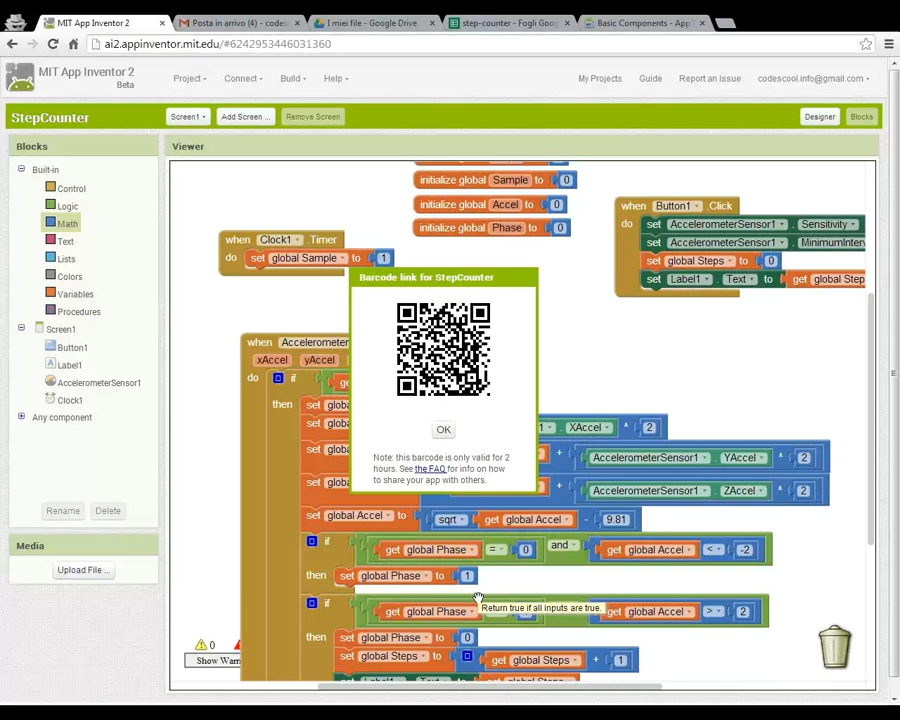 MIT App Inventor 2
Posta in arrivo (4) - codes
I miei file - Google Drive
step-counter - Fogli Goo
Basic Components - App I
ai2.appinventor.mit.edu/#6242953446031360
MIT App Inventor 2
Beta
Project
Connect
Build
Help
My Projects
Guide
Report an Issue
codescool.info@gmail.com
StepCounter
Screen1
Add Screen ...
Remove Screen
Designer
Blocks
Blocks
Viewer
Built-in
Control
Logic
Math
Text
Lists
Colors
Variables
Procedures
Screen1
Button1
Label1
AccelerometerSensor1
Clock1
Any component
Rename
Delete
Media
Upload File ...
initialize global Sample to 0
initialize global Accel to 0
initialize global Phase to 0
when Button1 .Click
do set AccelerometerSensor1 . Sensitivity
set AccelerometerSensor1 . MinimumInterv
set global Steps to 0
set Label1 . Text to get global Step
when Clock1 .Timer
do set global Sample to 1
Barcode link for StepCounter
OK
Note: this barcode is only valid for 2
hours. See the FAQ for info on how
to share your app with others.
when Accelerometer
xAccel yAccel
do if ge
then set globa
set globa
1 . XAccel ^ 2
set globa
+ AccelerometerSensor1 . YAccel ^ 2
set globa
+ AccelerometerSensor1 . ZAccel ^ 2
set global Accel to sqrt get global Accel - 9.81
if get global Phase = 0 and get global Accel < -2
then set global Phase to 1
if get global Phase get global Accel > 2
Return true if all inputs are true.
then set global Phase to 0
set global Steps to get global Steps + 1
0
Show Warn